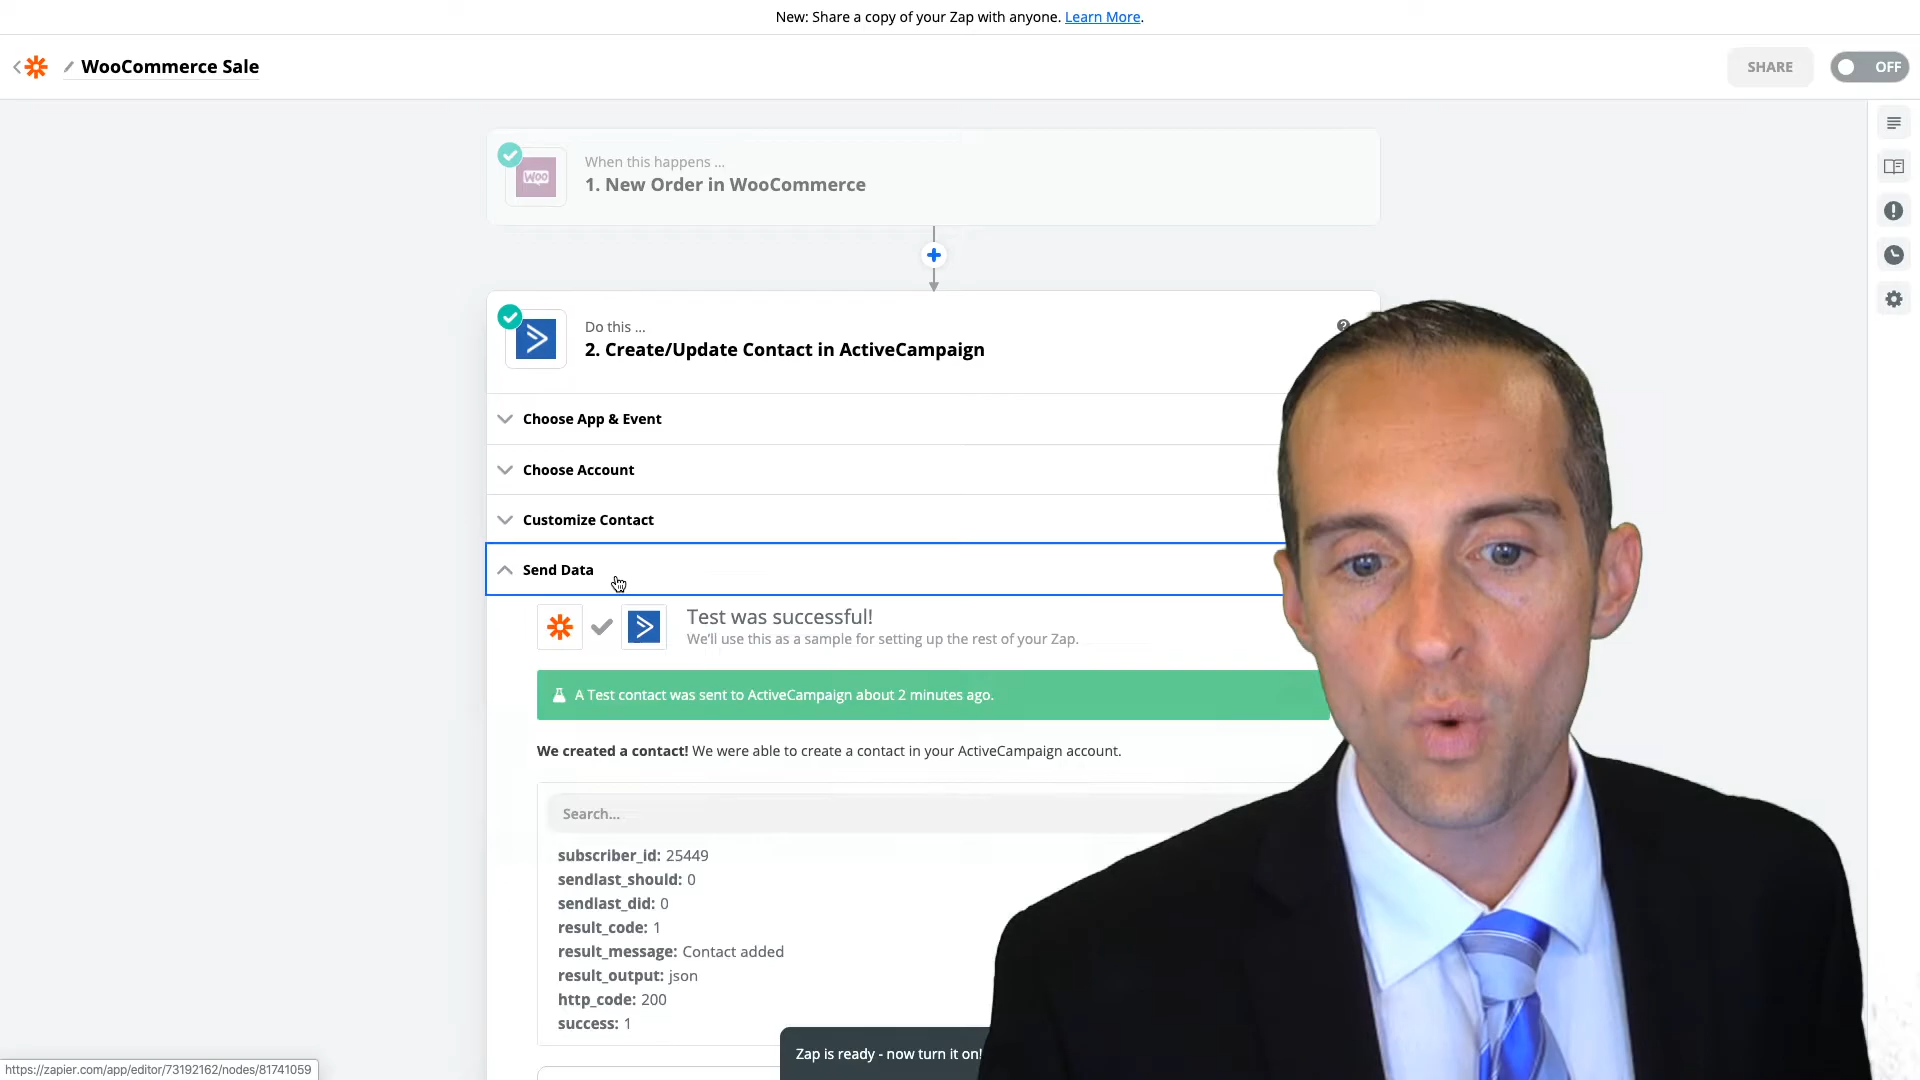 New: Share a copy of your Zap with anyone. Learn More.
WooCommerce Sale
SHARE
OFF
When this happens ...
1. New Order in WooCommerce
WOO
Do this ...
2. Create/Update Contact in ActiveCampaign
Choose App & Event
Choose Account
Customize Contact
Send Data
Test was successful!
We'll use this as a sample for setting up the rest of your Zap.
A Test contact was sent to ActiveCampaign about 2 minutes ago.
We created a contact! We were able to create a contact in your ActiveCampaign account.
Search...
subscriber_id: 25449
sendlast_should: 0
sendlast_did: 0
result_code: 1
result_message: Contact added
result_output: json
http_code: 200
success: 1
Zap is ready - now turn it on!
https://zapier.com/app/editor/73192162/nodes/81741059